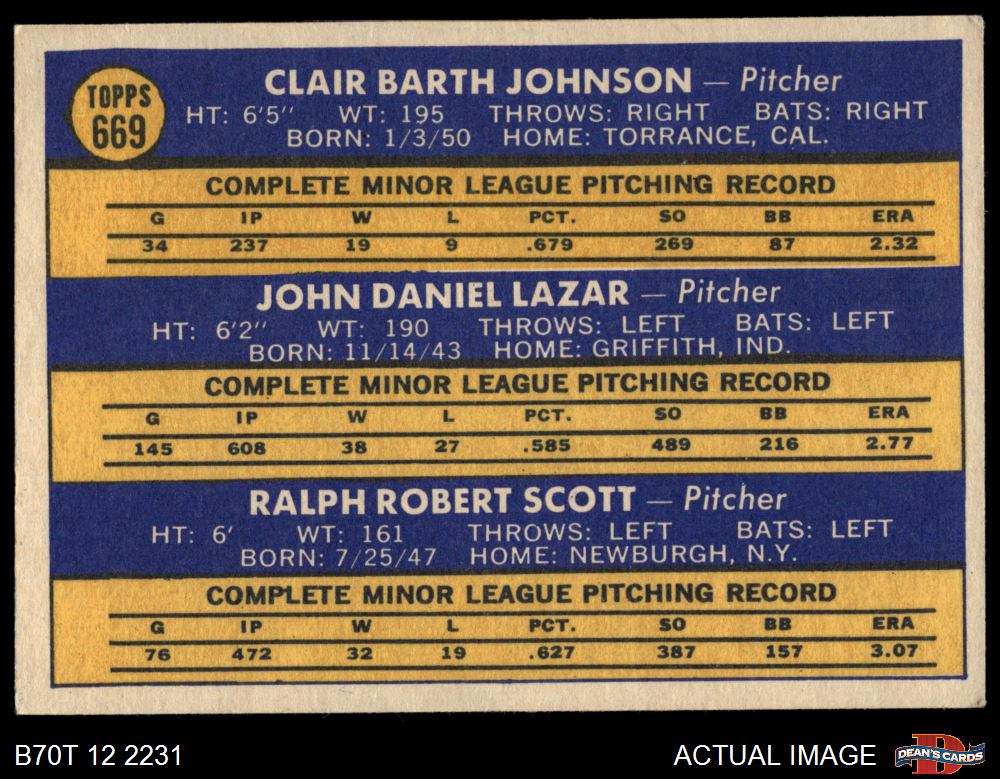 TOPPS
669
CLAIR BARTH JOHNSON — Pitcher
HT: 6'5" WT: 195 THROWS: RIGHT BATS: RIGHT
BORN: 1/3/50 HOME: TORRANCE, CAL.
COMPLETE MINOR LEAGUE PITCHING RECORD
G IP W L PCT. SO BB ERA
34 237 19 9 .679 269 87 2.32
JOHN DANIEL LAZAR — Pitcher
HT: 6'2" WT: 190 THROWS: LEFT BATS: LEFT
BORN: 11/14/43 HOME: GRIFFITH, IND.
COMPLETE MINOR LEAGUE PITCHING RECORD
G IP W L PCT. SO BB ERA
145 608 38 27 .585 489 216 2.77
RALPH ROBERT SCOTT — Pitcher
HT: 6' WT: 161 THROWS: LEFT BATS: LEFT
BORN: 7/25/47 HOME: NEWBURGH, N.Y.
COMPLETE MINOR LEAGUE PITCHING RECORD
G IP W L PCT. SO BB ERA
76 472 32 19 .627 387 157 3.07
B70T 12 2231 ACTUAL IMAGE D DEAN'S CARDS